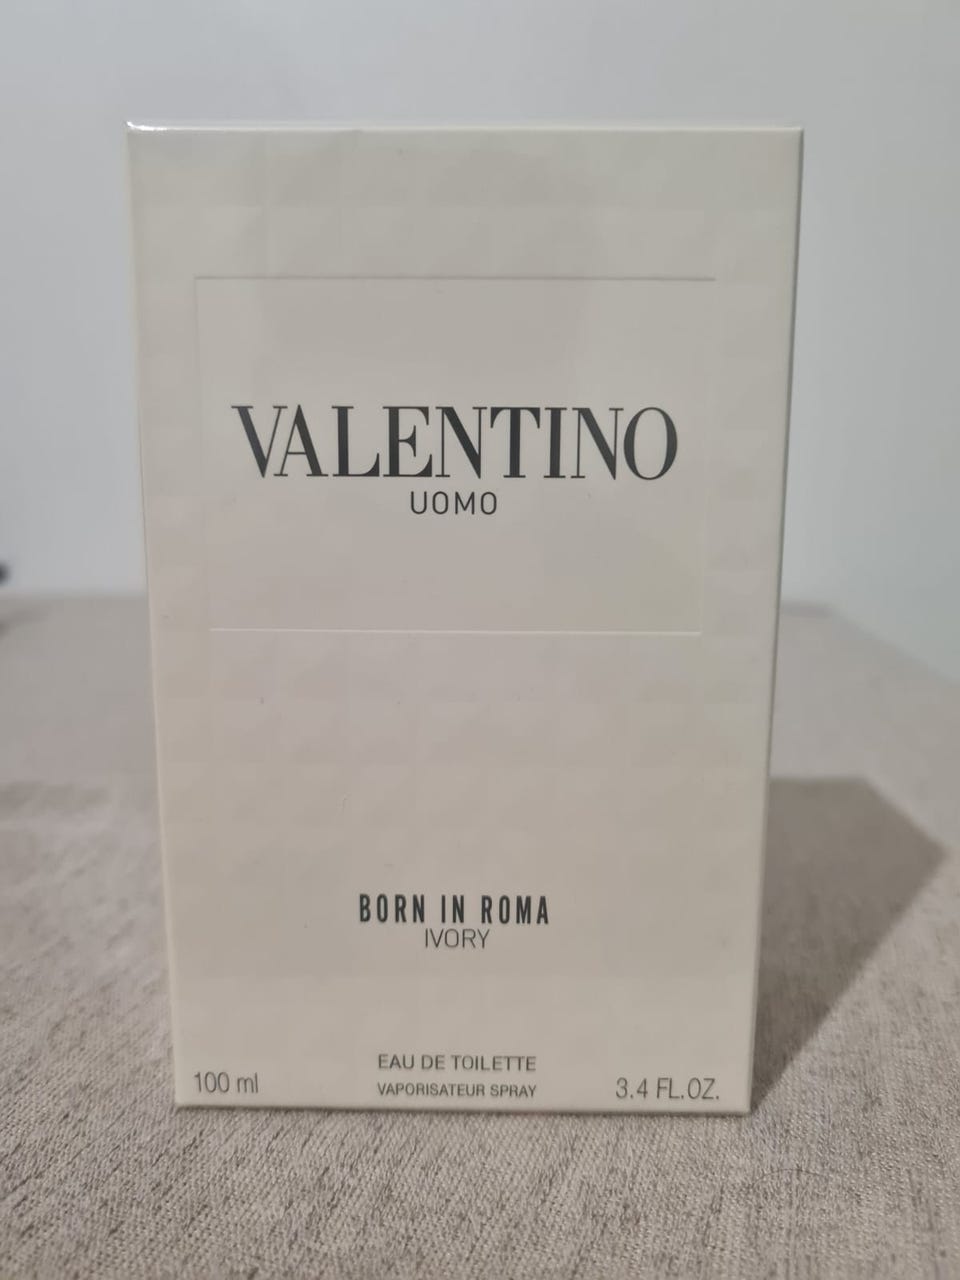 VALENTINO
UOMO
BORN IN ROMA
IVORY
EAU DE TOILETTE
100 ml VAPORISATEUR SPRAY 3.4 FL.OZ.